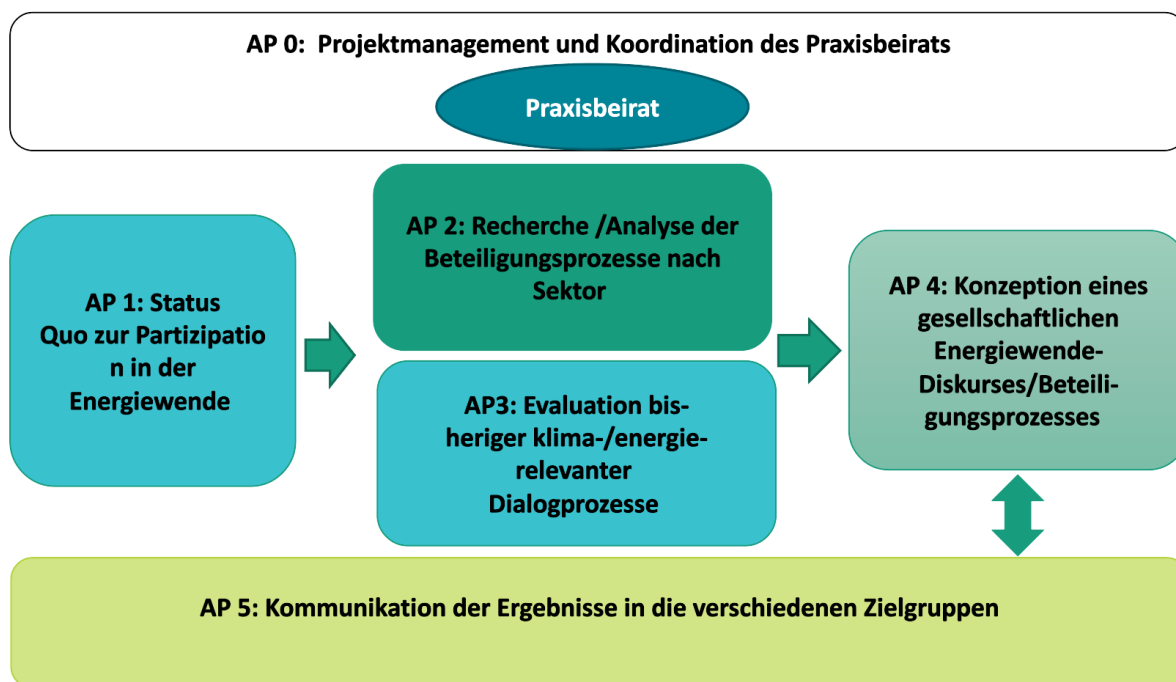 AP 0:  Projektmanagement und Koordination des Praxisbeirats
Praxisbeirat
AP 1: Status
Quo zur Partizipatio
n in der
Energiewende
AP 2: Recherche /Analyse der
Beteiligungsprozesse nach
Sektor
AP3: Evaluation bis-
heriger klima-/energie-
relevanter
Dialogprozesse
AP 4: Konzeption eines
gesellschaftlichen
Energiewende-
Diskurses/Beteili-
gungsprozesses
AP 5: Kommunikation der Ergebnisse in die verschiedenen Zielgruppen